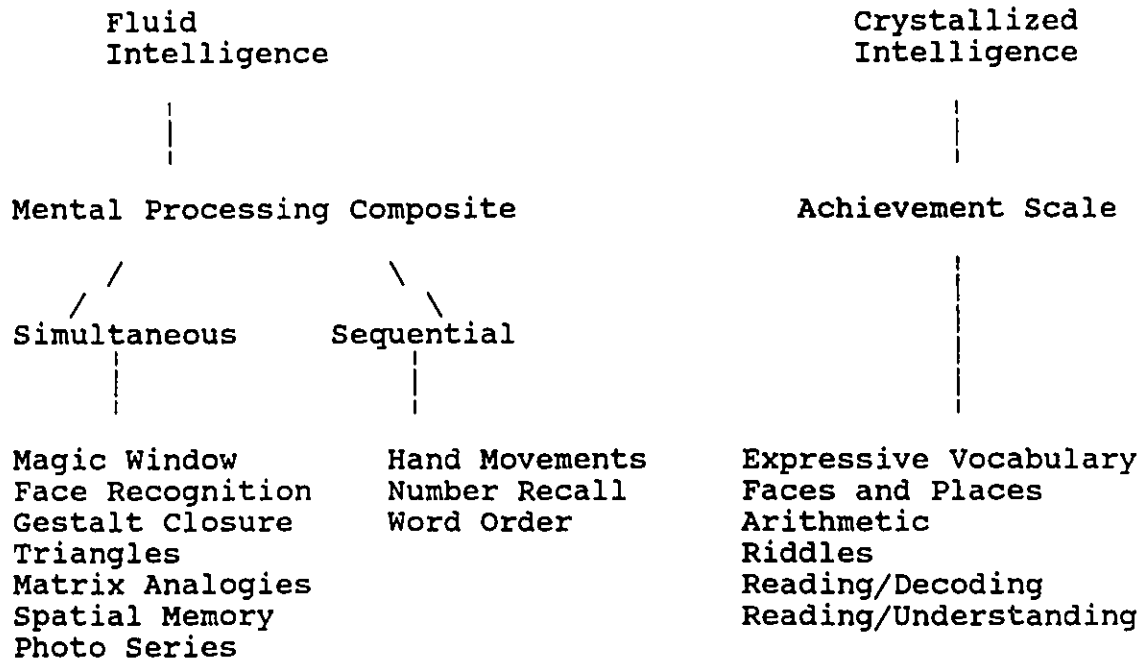 Fluid Intelligence
Crystallized Intelligence
Mental Processing Composite
Achievement Scale
Simultaneous
Sequential
Magic Window
Face Recognition
Gestalt Closure
Triangles
Matrix Analogies
Spatial Memory
Photo Series
Hand Movements
Number Recall
Word Order
Expressive Vocabulary
Faces and Places
Arithmetic
Riddles
Reading/Decoding
Reading/Understanding